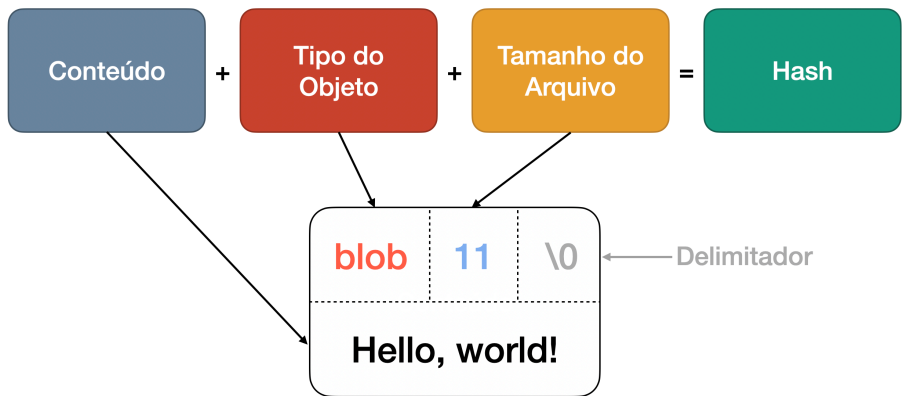 Conteúdo
+
Tipo do
Objeto
+
Tamanho do
Arquivo
=
Hash
blob
11
\0
Delimitador
Hello, world!